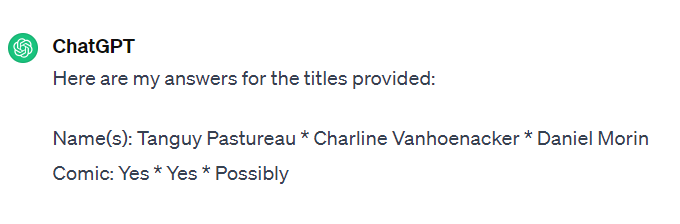 ChatGPT
Here are my answers for the titles provided:
Name(s): Tanguy Pastureau * Charline Vanhoenacker * Daniel Morin
Comic: Yes * Yes * Possibly